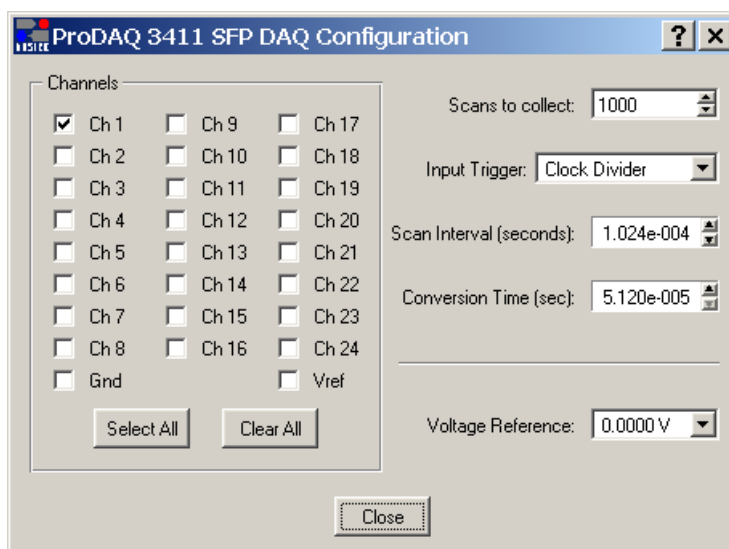 BUSTEC ProDAQ 3411 SFP DAQ Configuration ? ×
Channels
Ch 1 Ch 9 Ch 17
Ch 2 Ch 10 Ch 18
Ch 3 Ch 11 Ch 19
Ch 4 Ch 12 Ch 20
Ch 5 Ch 13 Ch 21
Ch 6 Ch 14 Ch 22
Ch 7 Ch 15 Ch 23
Ch 8 Ch 16 Ch 24
Gnd Vref
Select All Clear All
Scans to collect: 1000
Input Trigger: Clock Divider
Scan Interval (seconds): 1.024e-004
Conversion Time (sec): 5.120e-005
Voltage Reference: 0.0000 V
Close